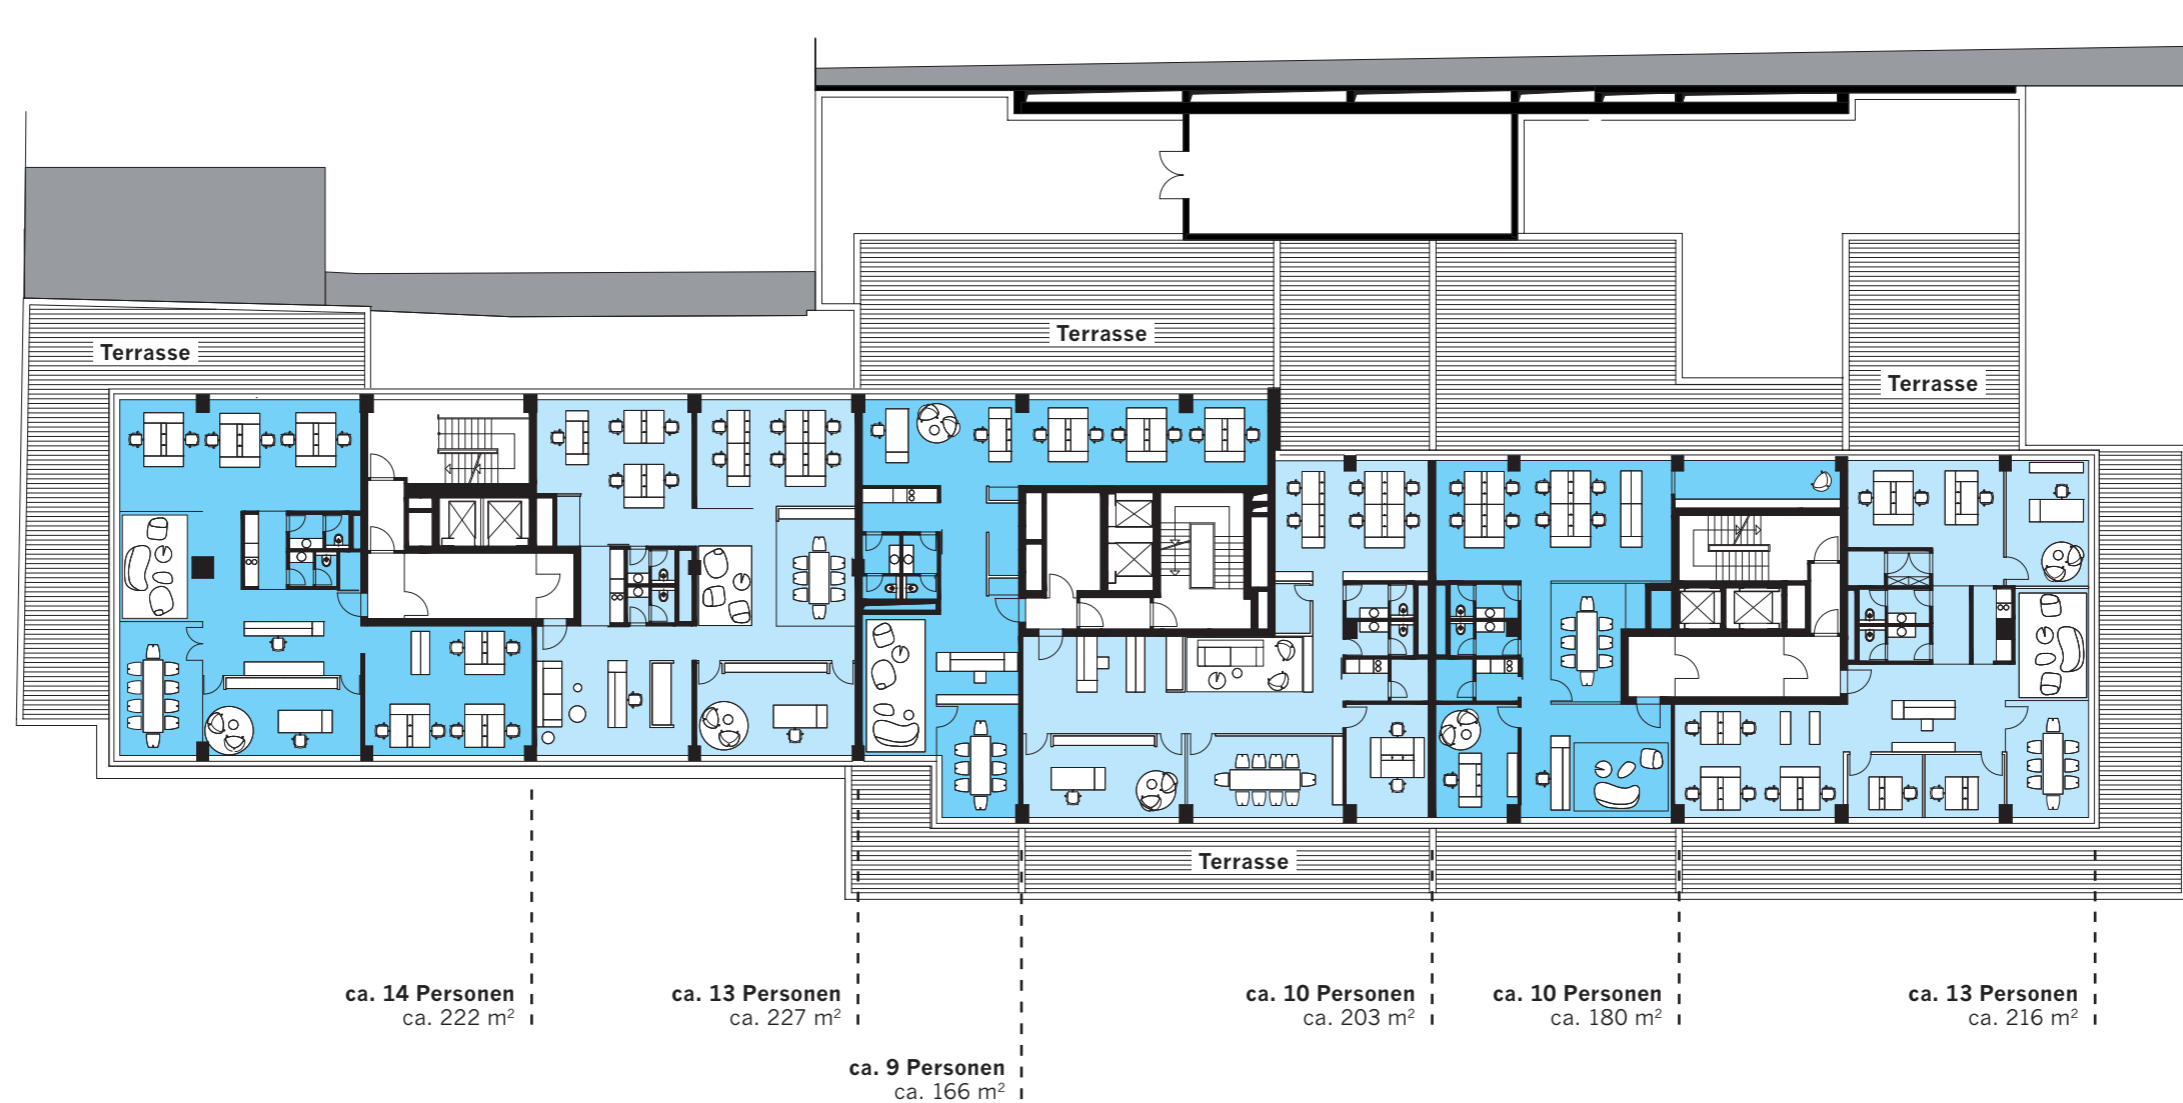 Terrasse
Terrasse
Terrasse
Terrasse
ca. 14 Personen
ca. 222 m²
ca. 13 Personen
ca. 227 m²
ca. 9 Personen
ca. 166 m²
ca. 10 Personen
ca. 203 m²
ca. 10 Personen
ca. 180 m²
ca. 13 Personen
ca. 216 m²